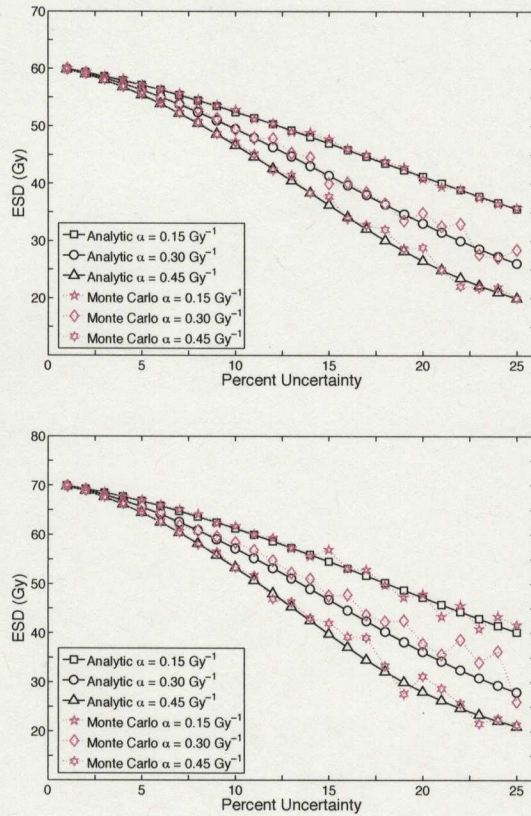 70
60
50
40
30
20
ESD (Gy)
Analytic α = 0.15 Gy⁻¹
Analytic α = 0.30 Gy⁻¹
Analytic α = 0.45 Gy⁻¹
Monte Carlo α = 0.15 Gy⁻¹
Monte Carlo α = 0.30 Gy⁻¹
Monte Carlo α = 0.45 Gy⁻¹
0 5 10 15 20 25
Percent Uncertainty
80
70
60
50
40
30
20
ESD (Gy)
Analytic α = 0.15 Gy⁻¹
Analytic α = 0.30 Gy⁻¹
Analytic α = 0.45 Gy⁻¹
Monte Carlo α = 0.15 Gy⁻¹
Monte Carlo α = 0.30 Gy⁻¹
Monte Carlo α = 0.45 Gy⁻¹
0 5 10 15 20 25
Percent Uncertainty